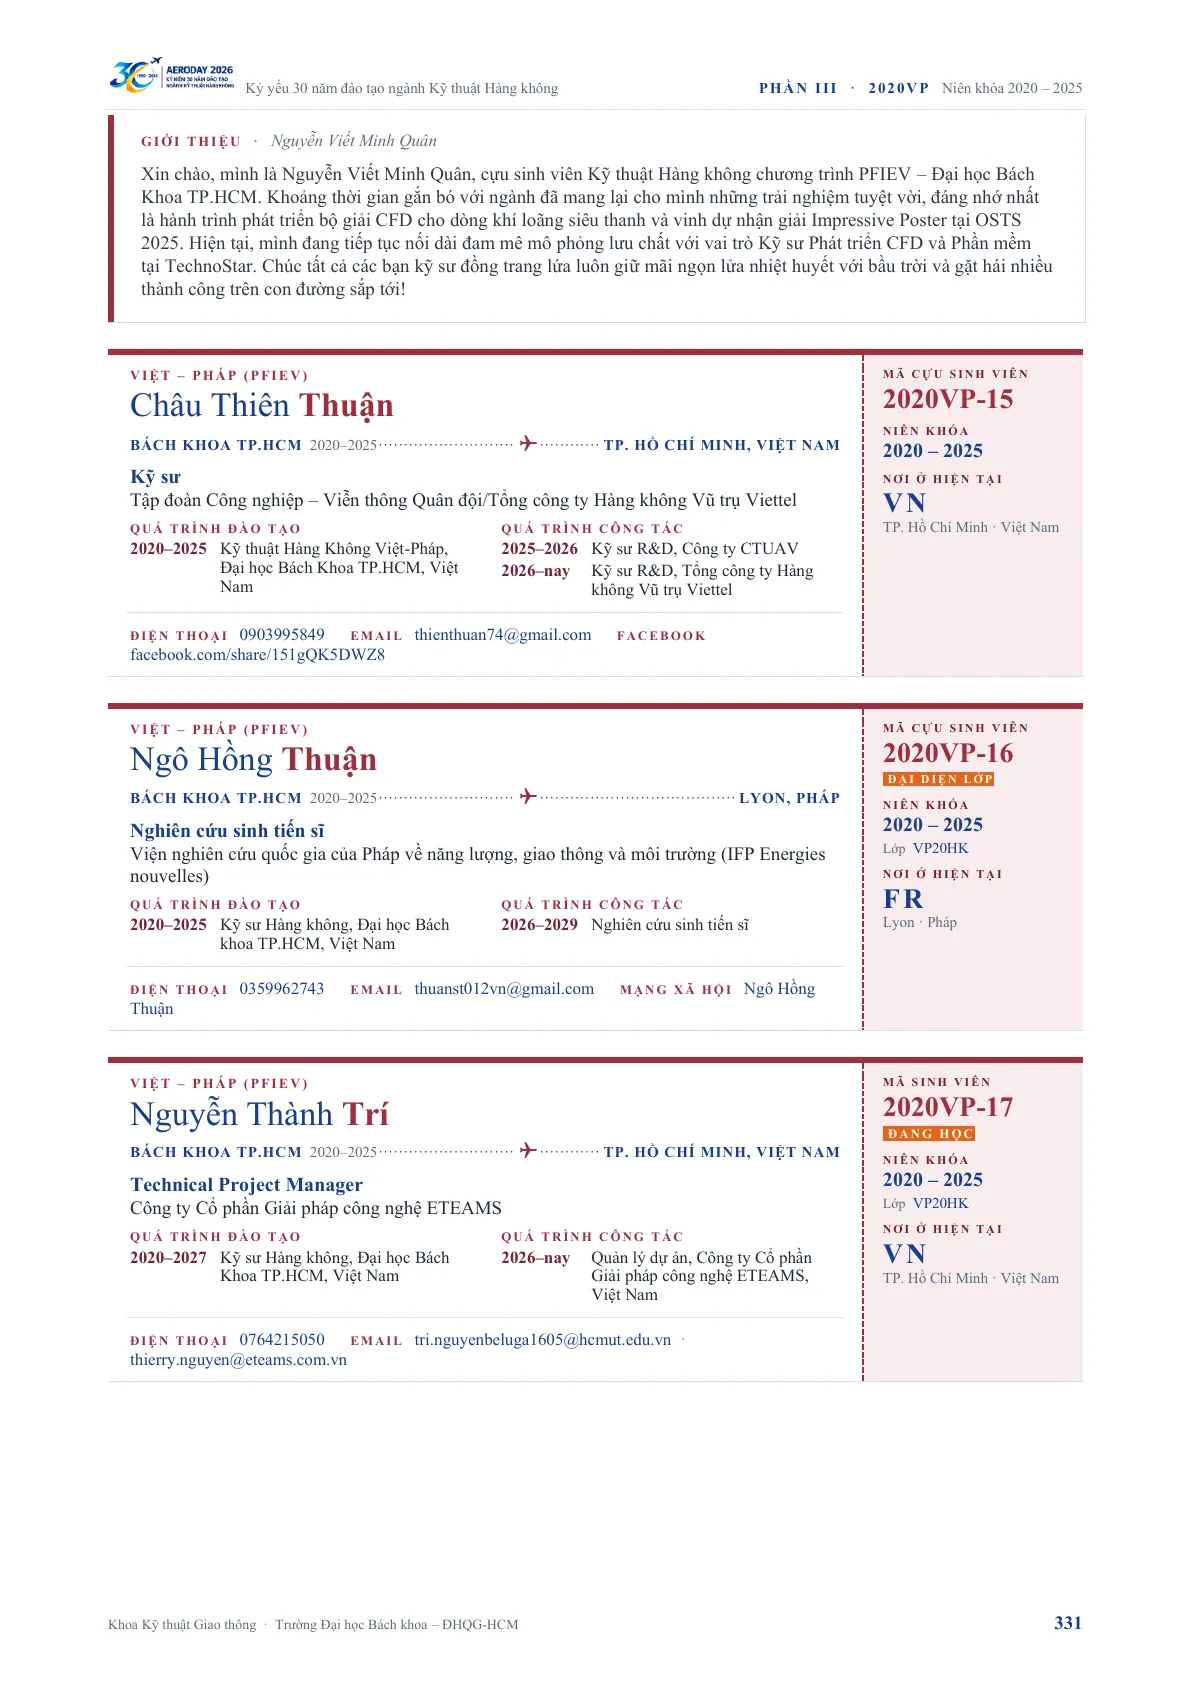 30 1996 - 2026
AERODAY 2026
KỶ NIỆM 30 NĂM ĐÀO TẠO
NGÀNH KỸ THUẬT HÀNG KHÔNG
Kỷ yếu 30 năm đào tạo ngành Kỹ thuật Hàng không
PHẦN III · 2020VP Niên khóa 2020 – 2025
GIỚI THIỆU · Nguyễn Viết Minh Quân
Xin chào, mình là Nguyễn Viết Minh Quân, cựu sinh viên Kỹ thuật Hàng không chương trình PFIEV – Đại học Bách
Khoa TP.HCM. Khoảng thời gian gắn bó với ngành đã mang lại cho mình những trải nghiệm tuyệt vời, đáng nhớ nhất
là hành trình phát triển bộ giải CFD cho dòng khí loãng siêu thanh và vinh dự nhận giải Impressive Poster tại OSTS
2025. Hiện tại, mình đang tiếp tục nối dài đam mê mô phỏng lưu chất với vai trò Kỹ sư Phát triển CFD và Phần mềm
tại TechnoStar. Chúc tất cả các bạn kỹ sư đồng trang lứa luôn giữ mãi ngọn lửa nhiệt huyết với bầu trời và gặt hái nhiều
thành công trên con đường sắp tới!
VIỆT – PHÁP (PFIEV)
Châu Thiên Thuận
BÁCH KHOA TP.HCM 2020–2025 TP. HỒ CHÍ MINH, VIỆT NAM
Kỹ sư
Tập đoàn Công nghiệp – Viễn thông Quân đội/Tổng công ty Hàng không Vũ trụ Viettel
QUÁ TRÌNH ĐÀO TẠO
2020–2025 Kỹ thuật Hàng Không Việt-Pháp,
Đại học Bách Khoa TP.HCM, Việt
Nam
QUÁ TRÌNH CÔNG TÁC
2025–2026 Kỹ sư R&D, Công ty CTUAV
2026–nay Kỹ sư R&D, Tổng công ty Hàng
không Vũ trụ Viettel
ĐIỆN THOẠI 0903995849 EMAIL thienthuan74@gmail.com FACEBOOK
facebook.com/share/151gQK5DWZ8
MÃ CỰU SINH VIÊN
2020VP-15
NIÊN KHÓA
2020 – 2025
NƠI Ở HIỆN TẠI
VN
TP. Hồ Chí Minh · Việt Nam
VIỆT – PHÁP (PFIEV)
Ngô Hồng Thuận
BÁCH KHOA TP.HCM 2020–2025 LYON, PHÁP
Nghiên cứu sinh tiến sĩ
Viện nghiên cứu quốc gia của Pháp về năng lượng, giao thông và môi trường (IFP Energies
nouvelles)
QUÁ TRÌNH ĐÀO TẠO
2020–2025 Kỹ sư Hàng không, Đại học Bách
khoa TP.HCM, Việt Nam
QUÁ TRÌNH CÔNG TÁC
2026–2029 Nghiên cứu sinh tiến sĩ
ĐIỆN THOẠI 0359962743 EMAIL thuanst012vn@gmail.com MẠNG XÃ HỘI Ngô Hồng
Thuận
MÃ CỰU SINH VIÊN
2020VP-16
ĐẠI DIỆN LỚP
NIÊN KHÓA
2020 – 2025
Lớp VP20HK
NƠI Ở HIỆN TẠI
FR
Lyon · Pháp
VIỆT – PHÁP (PFIEV)
Nguyễn Thành Trí
BÁCH KHOA TP.HCM 2020–2025 TP. HỒ CHÍ MINH, VIỆT NAM
Technical Project Manager
Công ty Cổ phần Giải pháp công nghệ ETEAMS
QUÁ TRÌNH ĐÀO TẠO
2020–2027 Kỹ sư Hàng không, Đại học Bách
Khoa TP.HCM, Việt Nam
QUÁ TRÌNH CÔNG TÁC
2026–nay Quản lý dự án, Công ty Cổ phần
Giải pháp công nghệ ETEAMS,
Việt Nam
ĐIỆN THOẠI 0764215050 EMAIL tri.nguyenbeluga1605@hcmut.edu.vn ·
thierry.nguyen@eteams.com.vn
MÃ SINH VIÊN
2020VP-17
ĐANG HỌC
NIÊN KHÓA
2020 – 2025
Lớp VP20HK
NƠI Ở HIỆN TẠI
VN
TP. Hồ Chí Minh · Việt Nam
Khoa Kỹ thuật Giao thông · Trường Đại học Bách khoa – ĐHQG-HCM
331